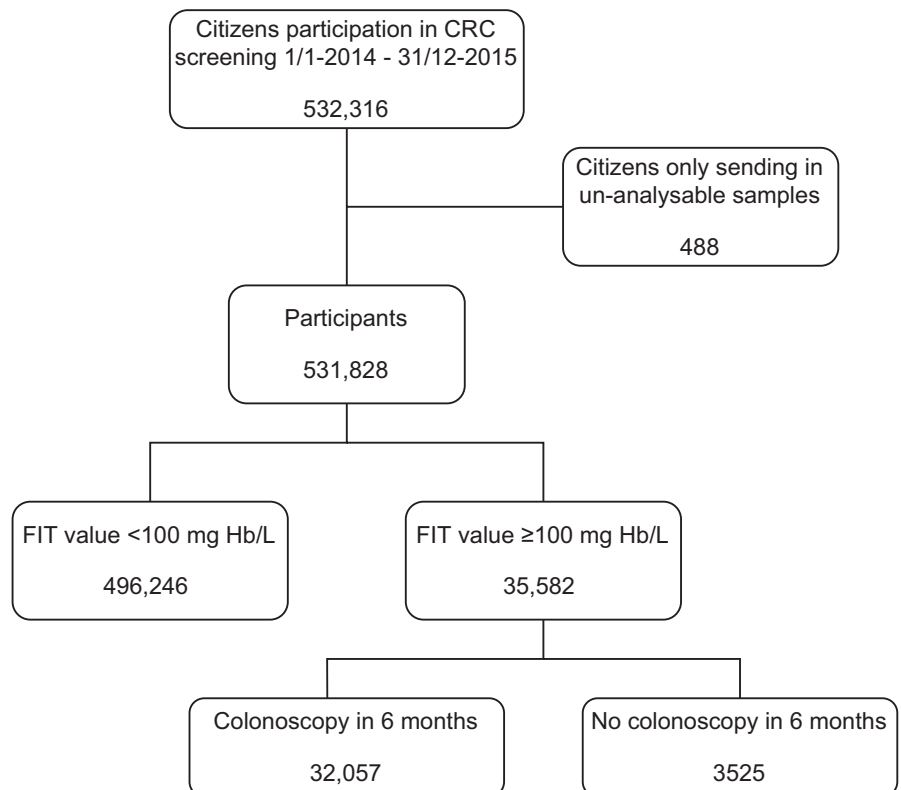 Citizens participation in CRC
screening 1/1-2014 - 31/12-2015
532,316
Citizens only sending in
un-analysable samples
488
Participants
531,828
FIT value <100 mg Hb/L
496,246
FIT value ≥100 mg Hb/L
35,582
Colonoscopy in 6 months
32,057
No colonoscopy in 6 months
3525